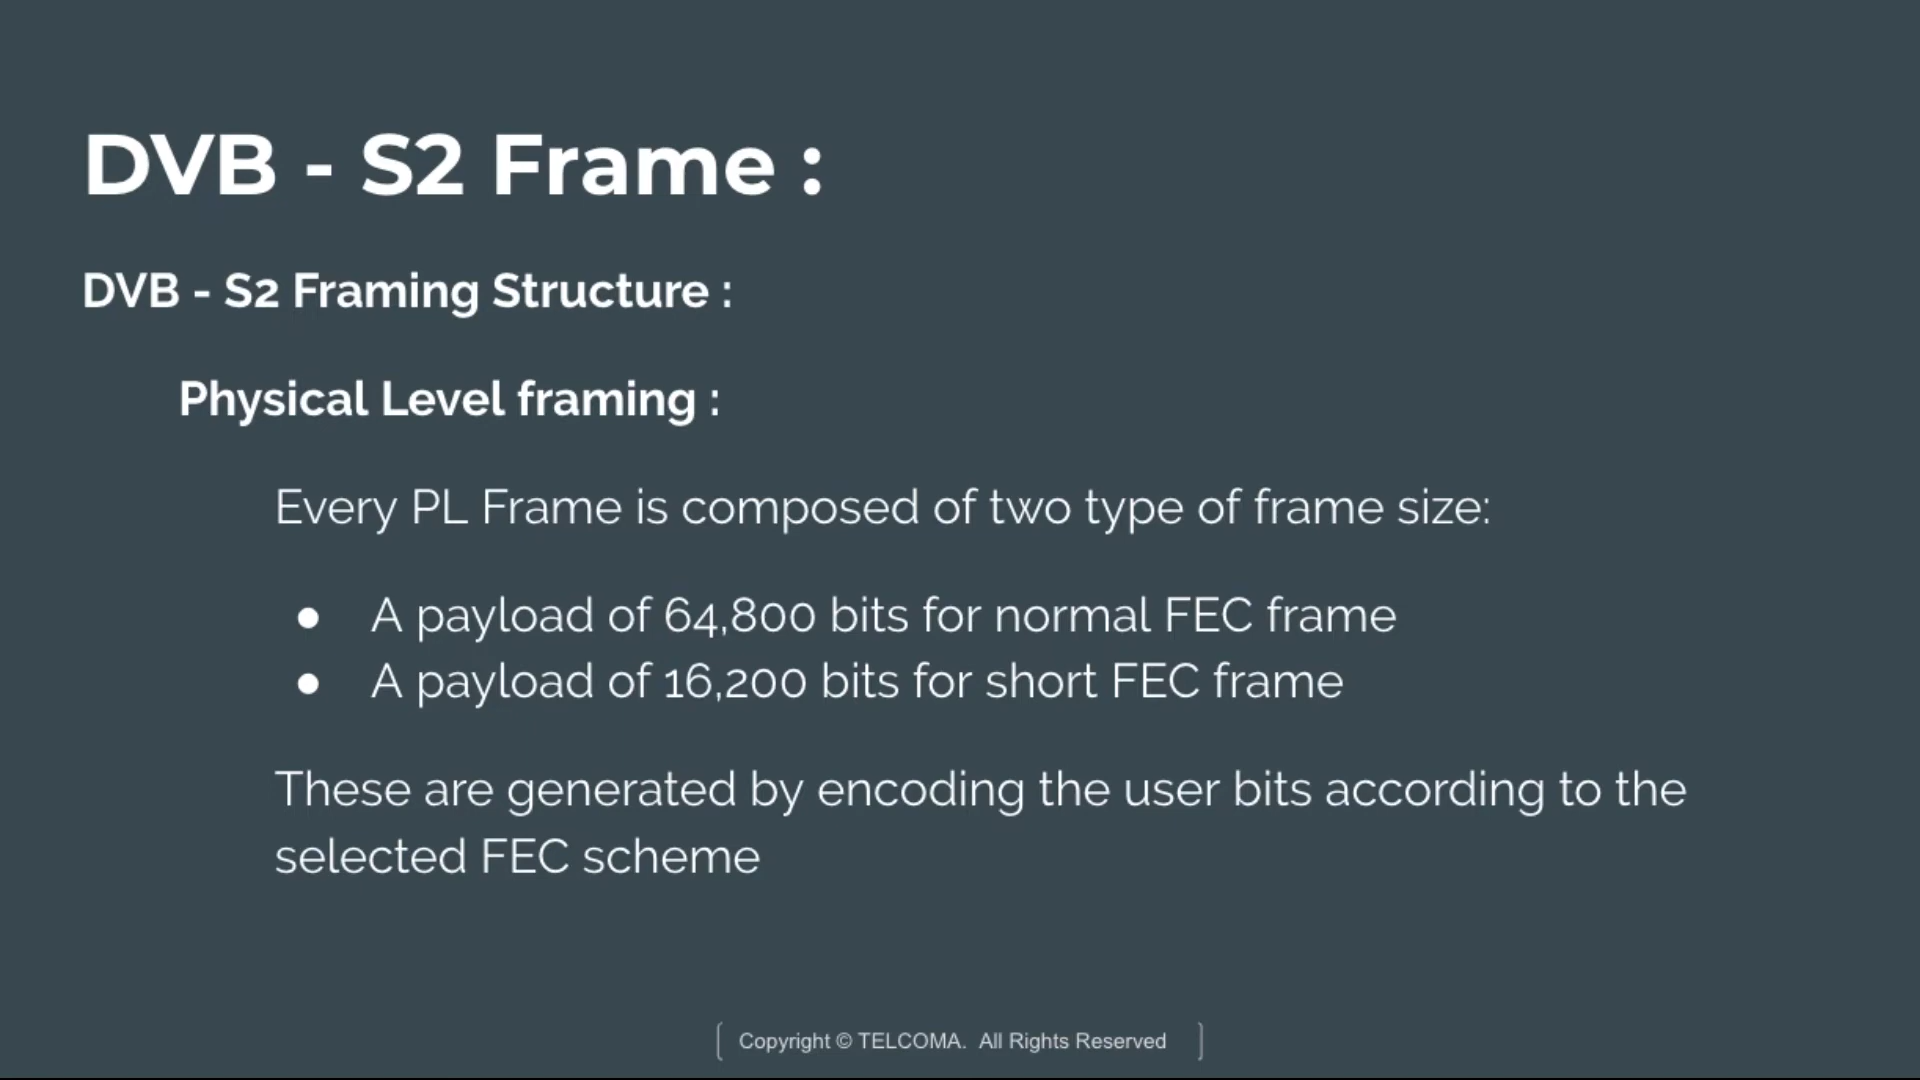 DVB - S2 Frame :
DVB - S2 Framing Structure :
Physical Level framing :
Every PL Frame is composed of two type of frame size:
● A payload of 64,800 bits for normal FEC frame
● A payload of 16,200 bits for short FEC frame
These are generated by encoding the user bits according to the
selected FEC scheme
Copyright © TELCOMA. All Rights Reserved